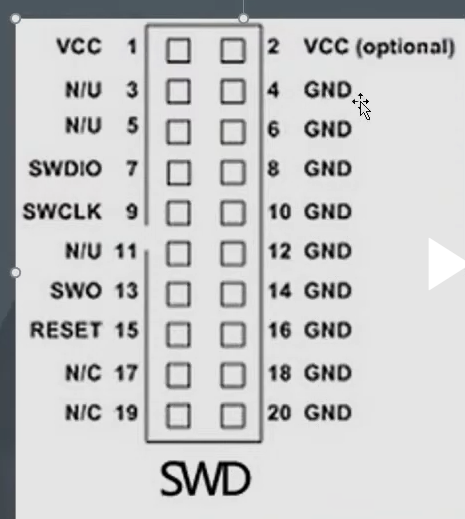 VCC 1 2 VCC (optional)
N/U 3 4 GND
N/U 5 6 GND
SWDIO 7 8 GND
SWCLK 9 10 GND
N/U 11 12 GND
SWO 13 14 GND
RESET 15 16 GND
N/C 17 18 GND
N/C 19 20 GND
SWD